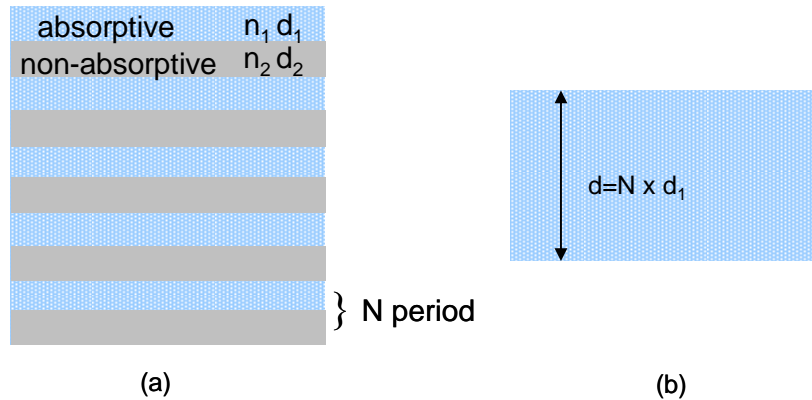 absorptive n₁ d₁
non-absorptive n₂ d₂
d=N x d₁
} N period
(a)
(b)